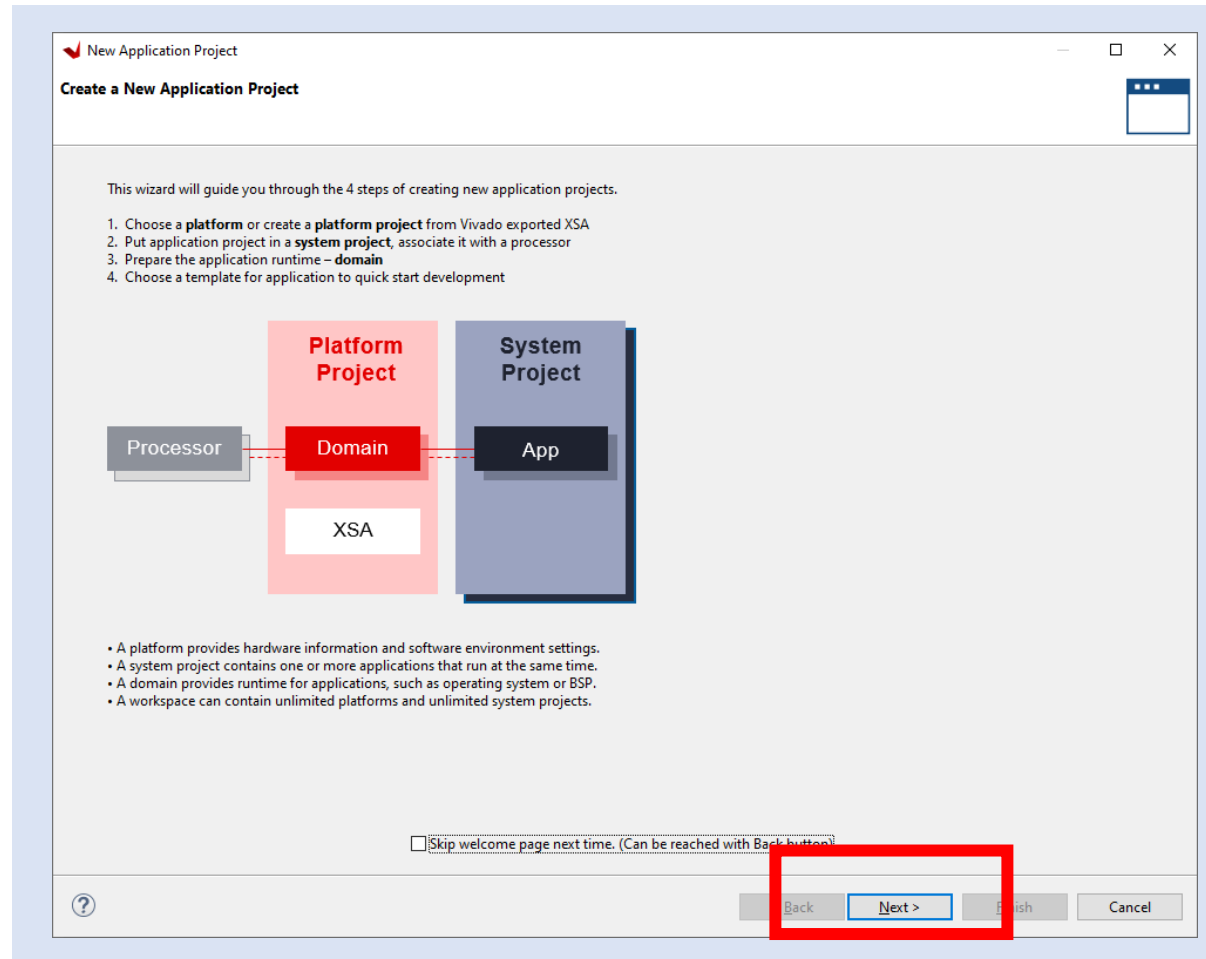 New Application Project
Create a New Application Project
This wizard will guide you through the 4 steps of creating new application projects.
1. Choose a platform or create a platform project from Vivado exported XSA
2. Put application project in a system project, associate it with a processor
3. Prepare the application runtime – domain
4. Choose a template for application to quick start development
Platform
Project
System
Project
Processor
Domain
App
XSA
• A platform provides hardware information and software environment settings.
• A system project contains one or more applications that run at the same time.
• A domain provides runtime for applications, such as operating system or BSP.
• A workspace can contain unlimited platforms and unlimited system projects.
Skip welcome page next time. (Can be reached with Back button)
? Back Next > Finish Cancel